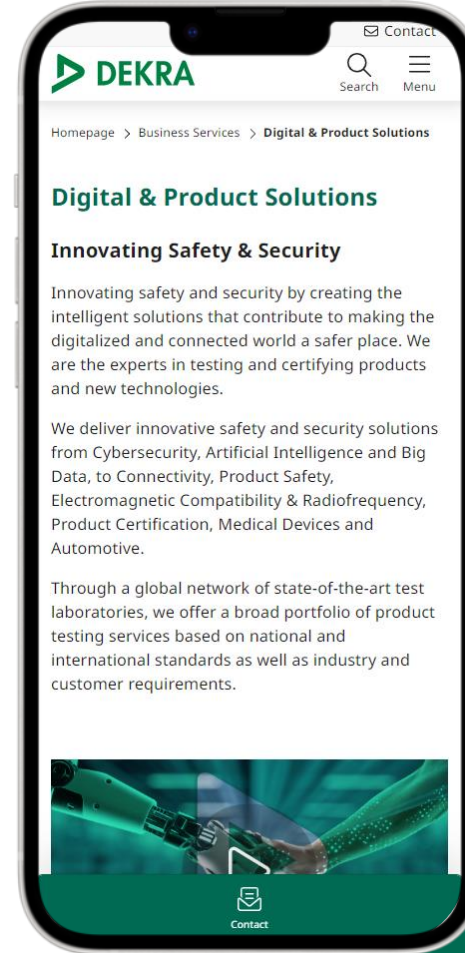 Contact
DEKRA
Search
Menu
Homepage > Business Services > Digital & Product Solutions
Digital & Product Solutions
Innovating Safety & Security
Innovating safety and security by creating the
intelligent solutions that contribute to making the
digitalized and connected world a safer place. We
are the experts in testing and certifying products
and new technologies.
We deliver innovative safety and security solutions
from Cybersecurity, Artificial Intelligence and Big
Data, to Connectivity, Product Safety,
Electromagnetic Compatibility & Radiofrequency,
Product Certification, Medical Devices and
Automotive.
Through a global network of state-of-the-art test
laboratories, we offer a broad portfolio of product
testing services based on national and
international standards as well as industry and
customer requirements.
Contact